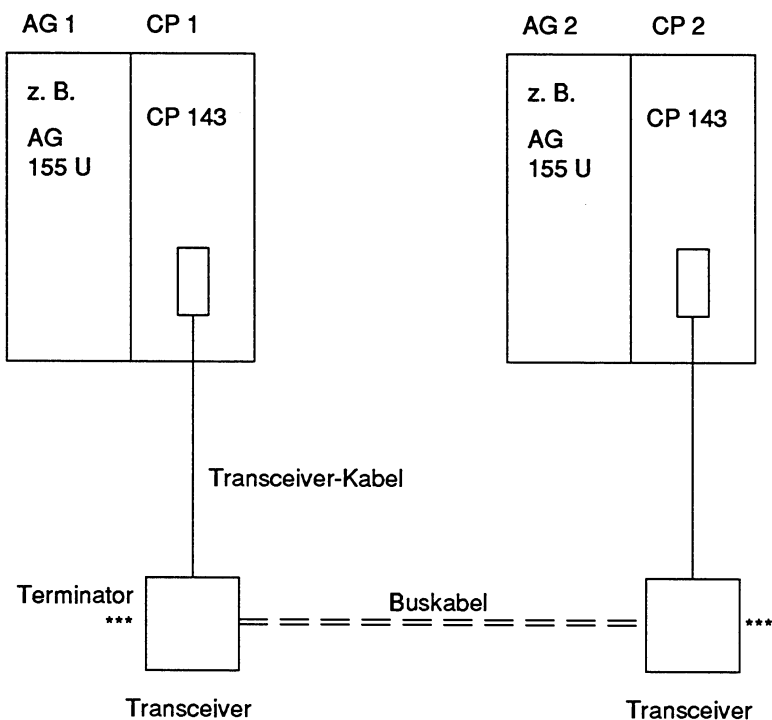 AG 1 CP 1 AG 2 CP 2
z. B.
AG
155 U
CP 143
z. B.
AG
155 U
CP 143
Transceiver-Kabel
Terminator
***
Buskabel
***
Transceiver
Transceiver